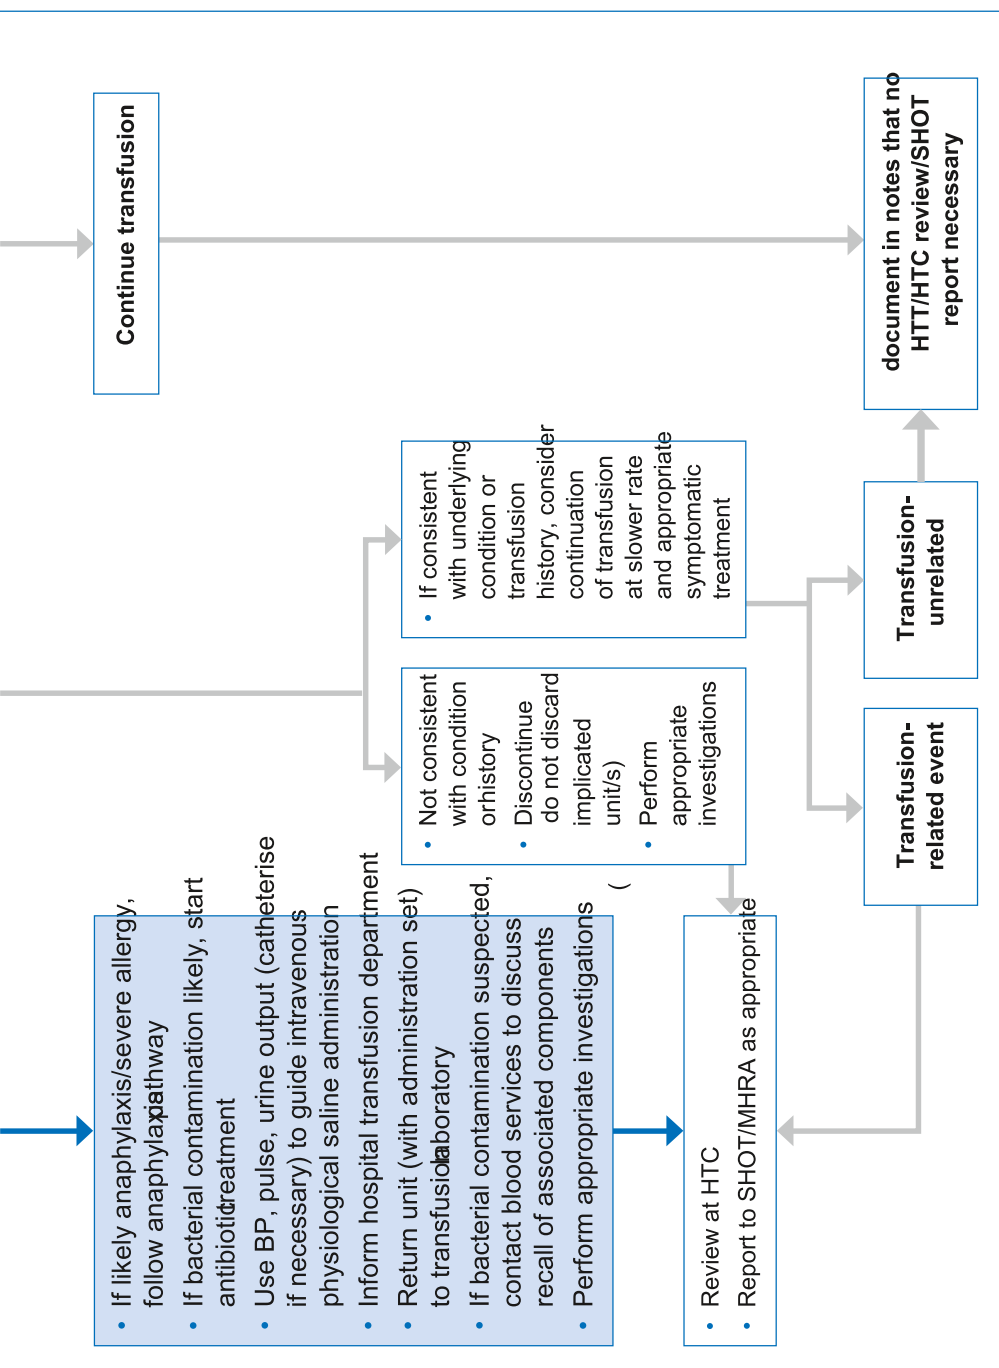 • If likely anaphylaxis/severe allergy,
follow anaphylaxis pathway
• If bacterial contamination likely, start
antibiotic treatment
• Use BP, pulse, urine output (catheterise
if necessary) to guide intravenous
physiological saline administration
• Inform hospital transfusion department
• Return unit (with administration set)
to transfusion laboratory
• If bacterial contamination suspected,
contact blood services to discuss
recall of associated components
• Perform appropriate investigations
• Not consistent
with condition
orhistory
• Discontinue
do not discard
implicated
unit/s)
• Perform
appropriate
investigations
(
• If consistent
with underlying
condition or
transfusion
history, consider
continuation
of transfusion
at slower rate
and appropriate
symptomatic
treatment
Continue transfusion
• Review at HTC
• Report to SHOT/MHRA as appropriate
Transfusion-
related event
Transfusion-
unrelated
document in notes that no
HTT/HTC review/SHOT
report necessary